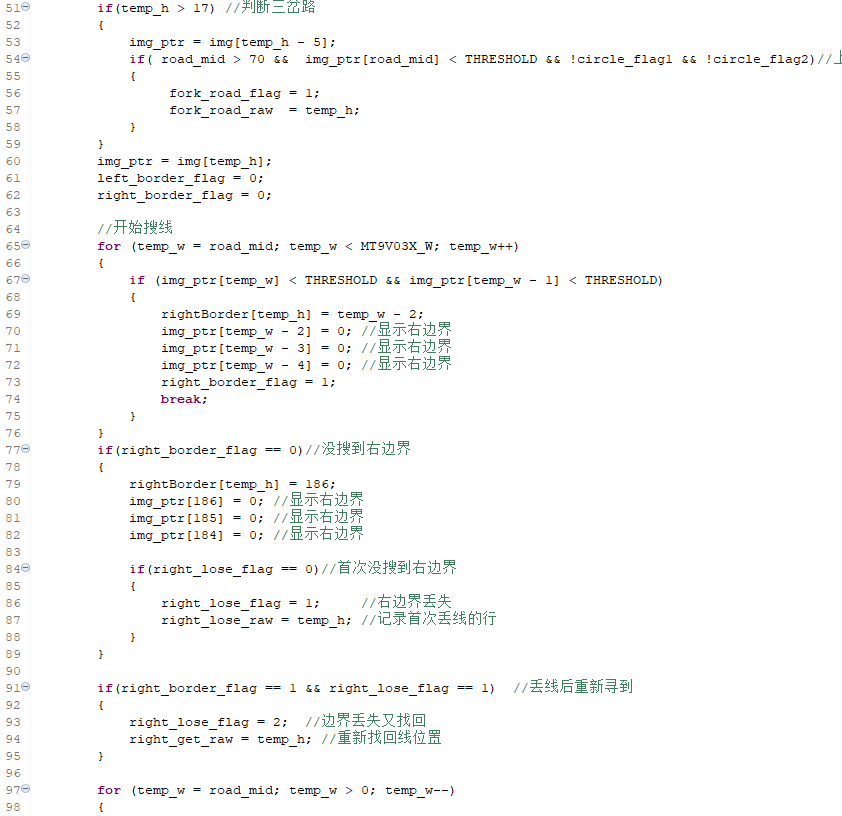 51 if(temp_h > 17) //判断三岔路
52 {
53 img_ptr = img[temp_h - 5];
54 if( road_mid > 70 &&  img_ptr[road_mid] < THRESHOLD && !circle_flag1 && !circle_flag2)//上
55 {
56 fork_road_flag = 1;
57 fork_road_raw  = temp_h;
58 }
59 }
60 img_ptr = img[temp_h];
61 left_border_flag = 0;
62 right_border_flag = 0;
63
64 //开始搜线
65 for (temp_w = road_mid; temp_w < MT9V03X_W; temp_w++)
66 {
67 if (img_ptr[temp_w] < THRESHOLD && img_ptr[temp_w - 1] < THRESHOLD)
68 {
69 rightBorder[temp_h] = temp_w - 2;
70 img_ptr[temp_w - 2] = 0; //显示右边界
71 img_ptr[temp_w - 3] = 0; //显示右边界
72 img_ptr[temp_w - 4] = 0; //显示右边界
73 right_border_flag = 1;
74 break;
75 }
76 }
77 if(right_border_flag == 0)//没搜到右边界
78 {
79 rightBorder[temp_h] = 186;
80 img_ptr[186] = 0; //显示右边界
81 img_ptr[185] = 0; //显示右边界
82 img_ptr[184] = 0; //显示右边界
83
84 if(right_lose_flag == 0)//首次没搜到右边界
85 {
86 right_lose_flag = 1;     //右边界丢失
87 right_lose_raw = temp_h; //记录首次丢线的行
88 }
89 }
90
91 if(right_border_flag == 1 && right_lose_flag == 1)  //丢线后重新寻到
92 {
93 right_lose_flag = 2;  //边界丢失又找回
94 right_get_raw = temp_h; //重新找回线位置
95 }
96
97 for (temp_w = road_mid; temp_w > 0; temp_w--)
98 {